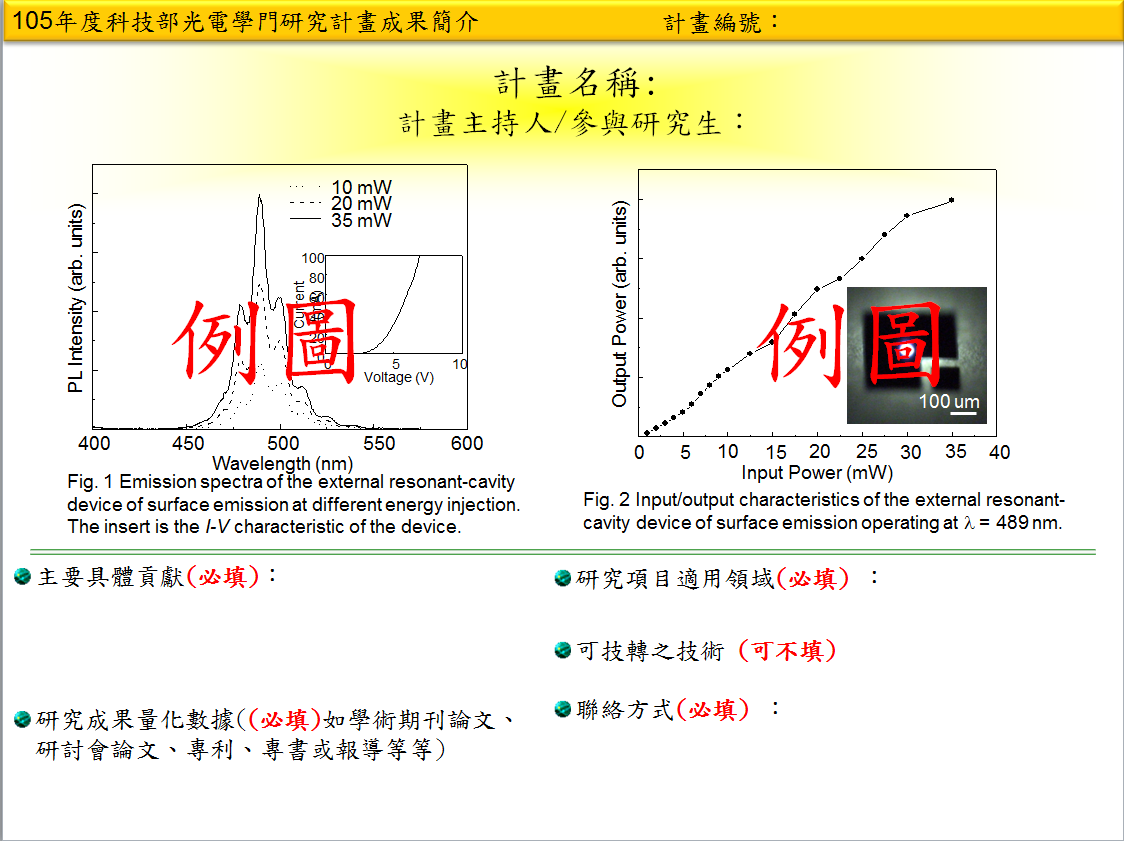 105年度科技部光電學門研究計畫成果簡介 計畫編號：
計畫名稱:
計畫主持人/參與研究生：
PL Intensity (arb. units)
10 mW
20 mW
35 mW
Current
100
80
0
5
10
Voltage (V)
例圖
400 450 500 550 600
Wavelength (nm)
Fig. 1 Emission spectra of the external resonant-cavity
device of surface emission at different energy injection.
The insert is the I-V characteristic of the device.
Output Power (arb. units)
例圖
100 um
0 5 10 15 20 25 30 35 40
Input Power (mW)
Fig. 2 Input/output characteristics of the external resonant-
cavity device of surface emission operating at λ = 489 nm.
主要具體貢獻(必填)：
研究成果量化數據((必填)如學術期刊論文、
研討會論文、專利、專書或報導等等)
研究項目適用領域(必填) ：
可技轉之技術 (可不填)
聯絡方式(必填) ：